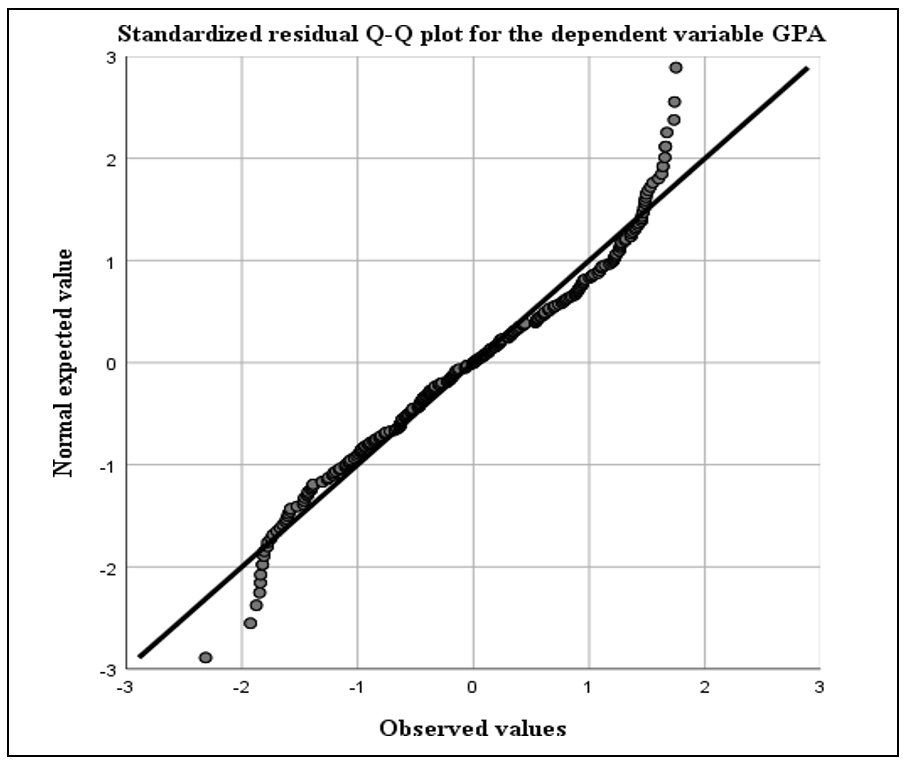 Standardized residual Q-Q plot for the dependent variable GPA
3
2
1
0
-1
-2
-3
Normal expected value
-3 -2 -1 0 1 2 3
Observed values